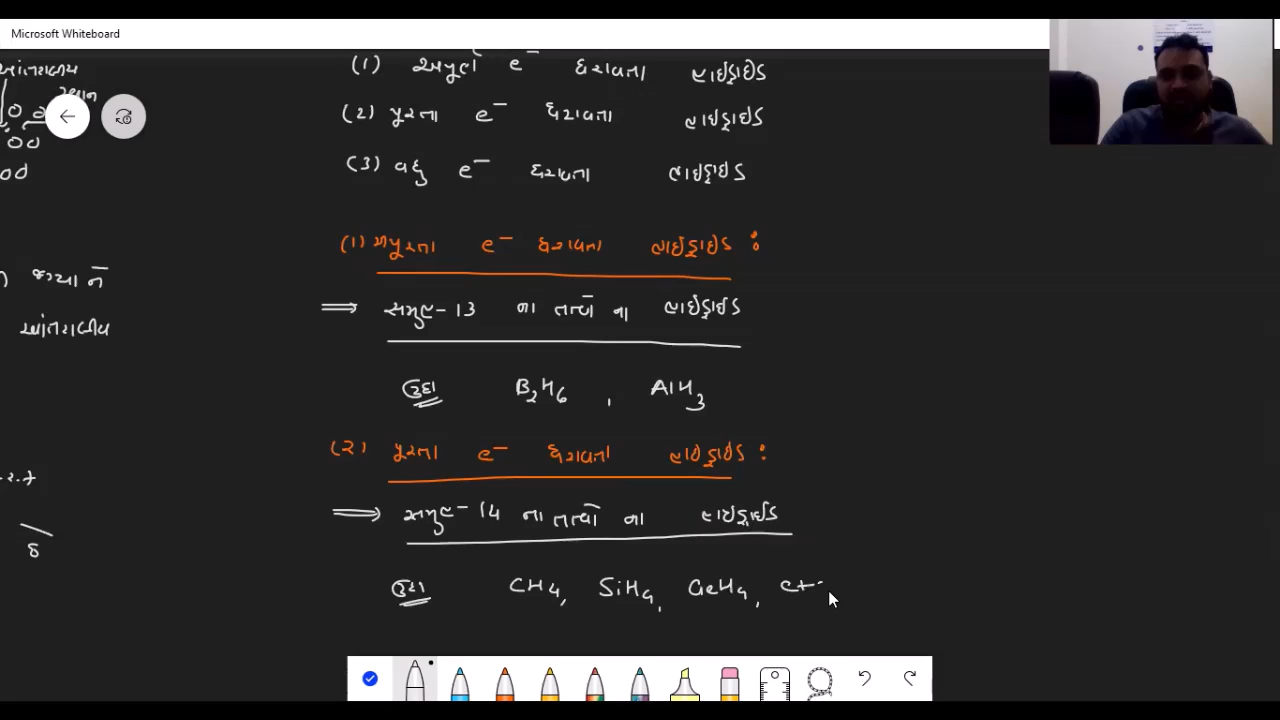 Microsoft Whiteboard
આંતરાલીય
સ્થાન
(1) અપૂર્ણ e⁻ ધરાવતા હાઇડ્રાઇડ
(2) પૂરતા e⁻ ધરાવતા હાઇડ્રાઇડ
(3) વધુ e⁻ ધરાવતા હાઇડ્રાઇડ
(1) અપૂરતા e⁻ ધરાવતા હાઇડ્રાઇડ :
⟹ સમૂહ-13 ના તત્વો ના હાઇડ્રાઇડ
ઉદા B₂H₆ , AlH₃
(2) પૂરતા e⁻ ધરાવતા હાઇડ્રાઇડ :
આંતરાલીય
⟹ સમૂહ-14 ના તત્વો ના હાઇડ્રાઇડ
ઉદા CH₄, SiH₄, GeH₄,